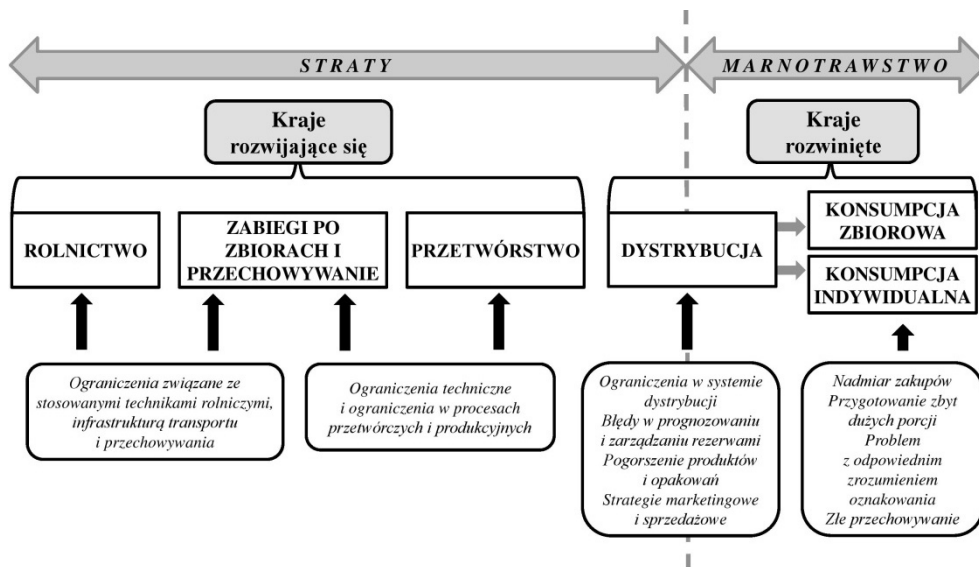 STRATY
MARNOTRAWSTWO
Kraje
rozwijające się
Kraje
rozwinięte
ROLNICTWO
ZABIEGI PO
ZBIORACH I
PRZECHOWYWANIE
PRZETWÓRSTWO
DYSTRYBUCJA
KONSUMPCJA
ZBIOROWA
KONSUMPCJA
INDYWIDUALNA
Ograniczenia związane ze
stosowanymi technikami rolniczymi,
infrastrukturą transportu
i przechowywania
Ograniczenia techniczne
i ograniczenia w procesach
przetwórczych i produkcyjnych
Ograniczenia w systemie
dystrybucji
Błędy w prognozowaniu
i zarządzaniu rezerwami
Pogorszenie produktów
i opakowań
Strategie marketingowe
i sprzedażowe
Nadmiar zakupów
Przygotowanie zbyt
dużych porcji
Problem
z odpowiednim
zrozumieniem
oznakowania
Złe przechowywanie